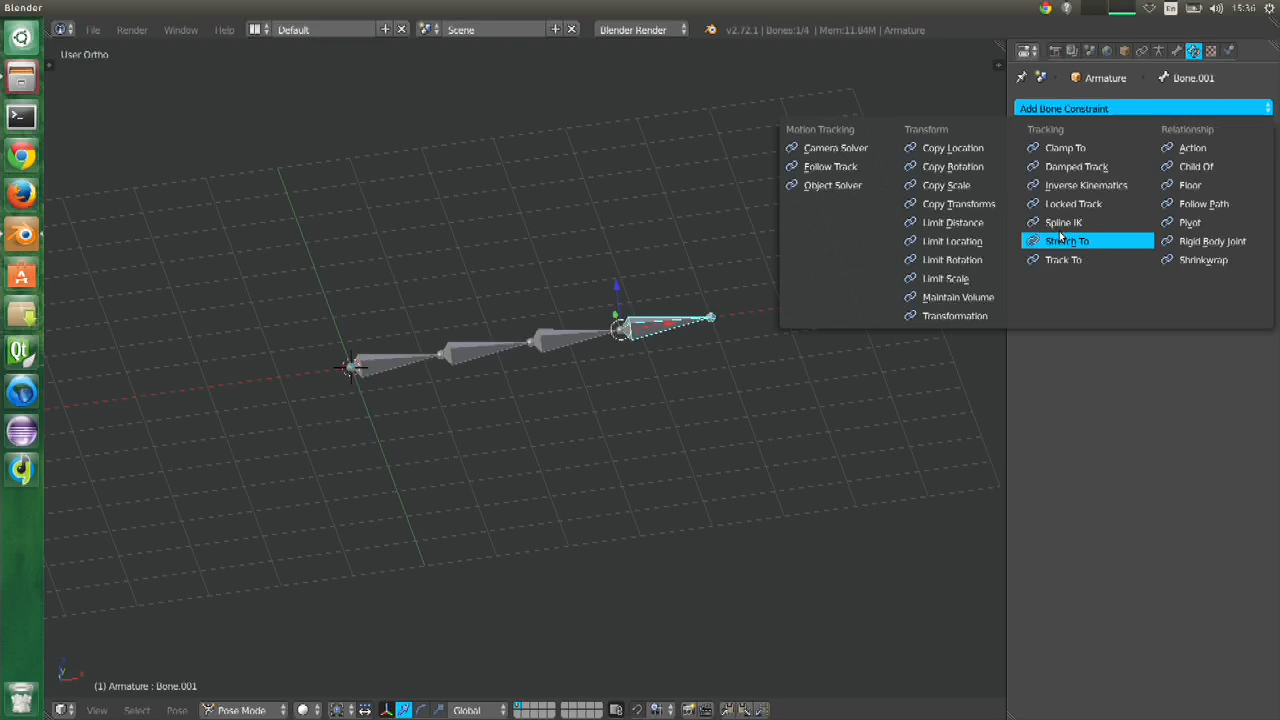 Blender
En
15:36
File Render Window Help
Default
Scene
Blender Render
v2.72.1 | Bones:1/4 | Mem:11.84M | Armature
User Ortho
Armature
Bone.001
Add Bone Constraint
Motion Tracking
Camera Solver
Follow Track
Object Solver
Transform
Copy Location
Copy Rotation
Copy Scale
Copy Transforms
Limit Distance
Limit Location
Limit Rotation
Limit Scale
Maintain Volume
Transformation
Tracking
Clamp To
Damped Track
Inverse Kinematics
Locked Track
Spline IK
Stretch To
Track To
Relationship
Action
Child Of
Floor
Follow Path
Pivot
Rigid Body Joint
Shrinkwrap
(1) Armature : Bone.001
View Select Pose
Pose Mode
Global